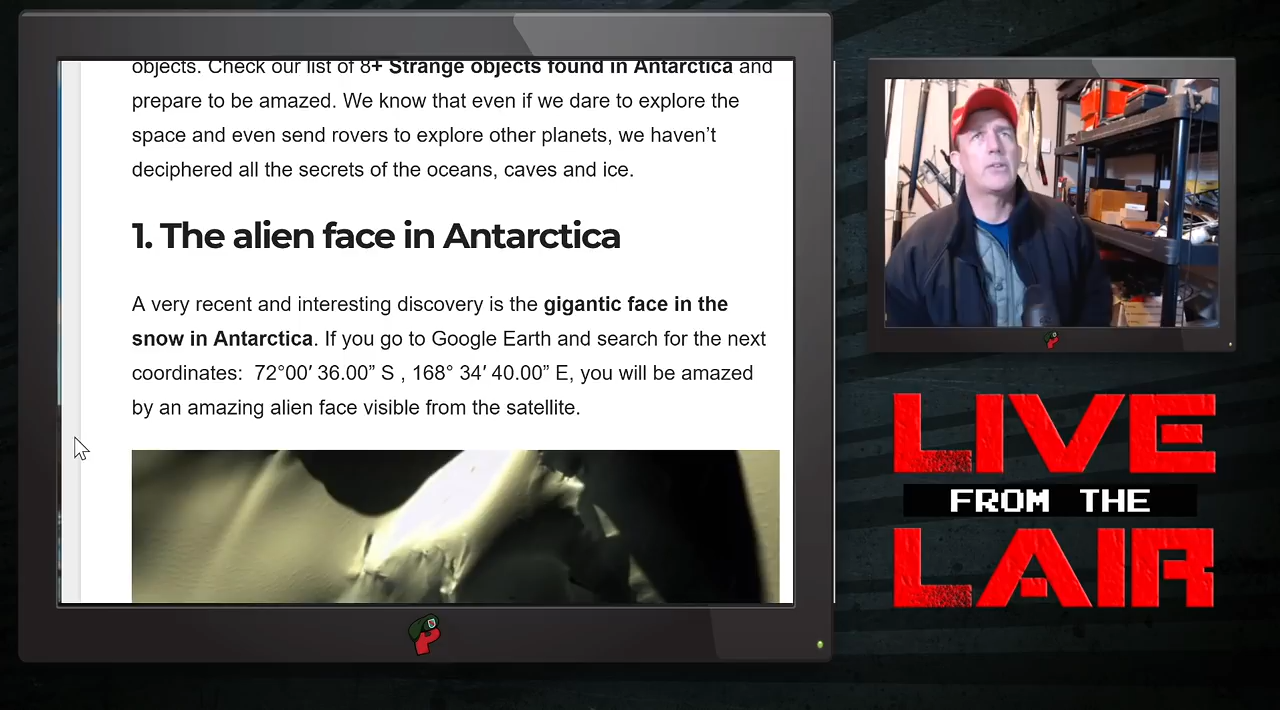 objects. Check our list of 8+ Strange objects found in Antarctica and
prepare to be amazed. We know that even if we dare to explore the
space and even send rovers to explore other planets, we haven’t
deciphered all the secrets of the oceans, caves and ice.
1. The alien face in Antarctica
A very recent and interesting discovery is the gigantic face in the
snow in Antarctica. If you go to Google Earth and search for the next
coordinates:  72°00′ 36.00” S , 168° 34′ 40.00” E, you will be amazed
by an amazing alien face visible from the satellite.
LIVE
FROM THE
LAIR